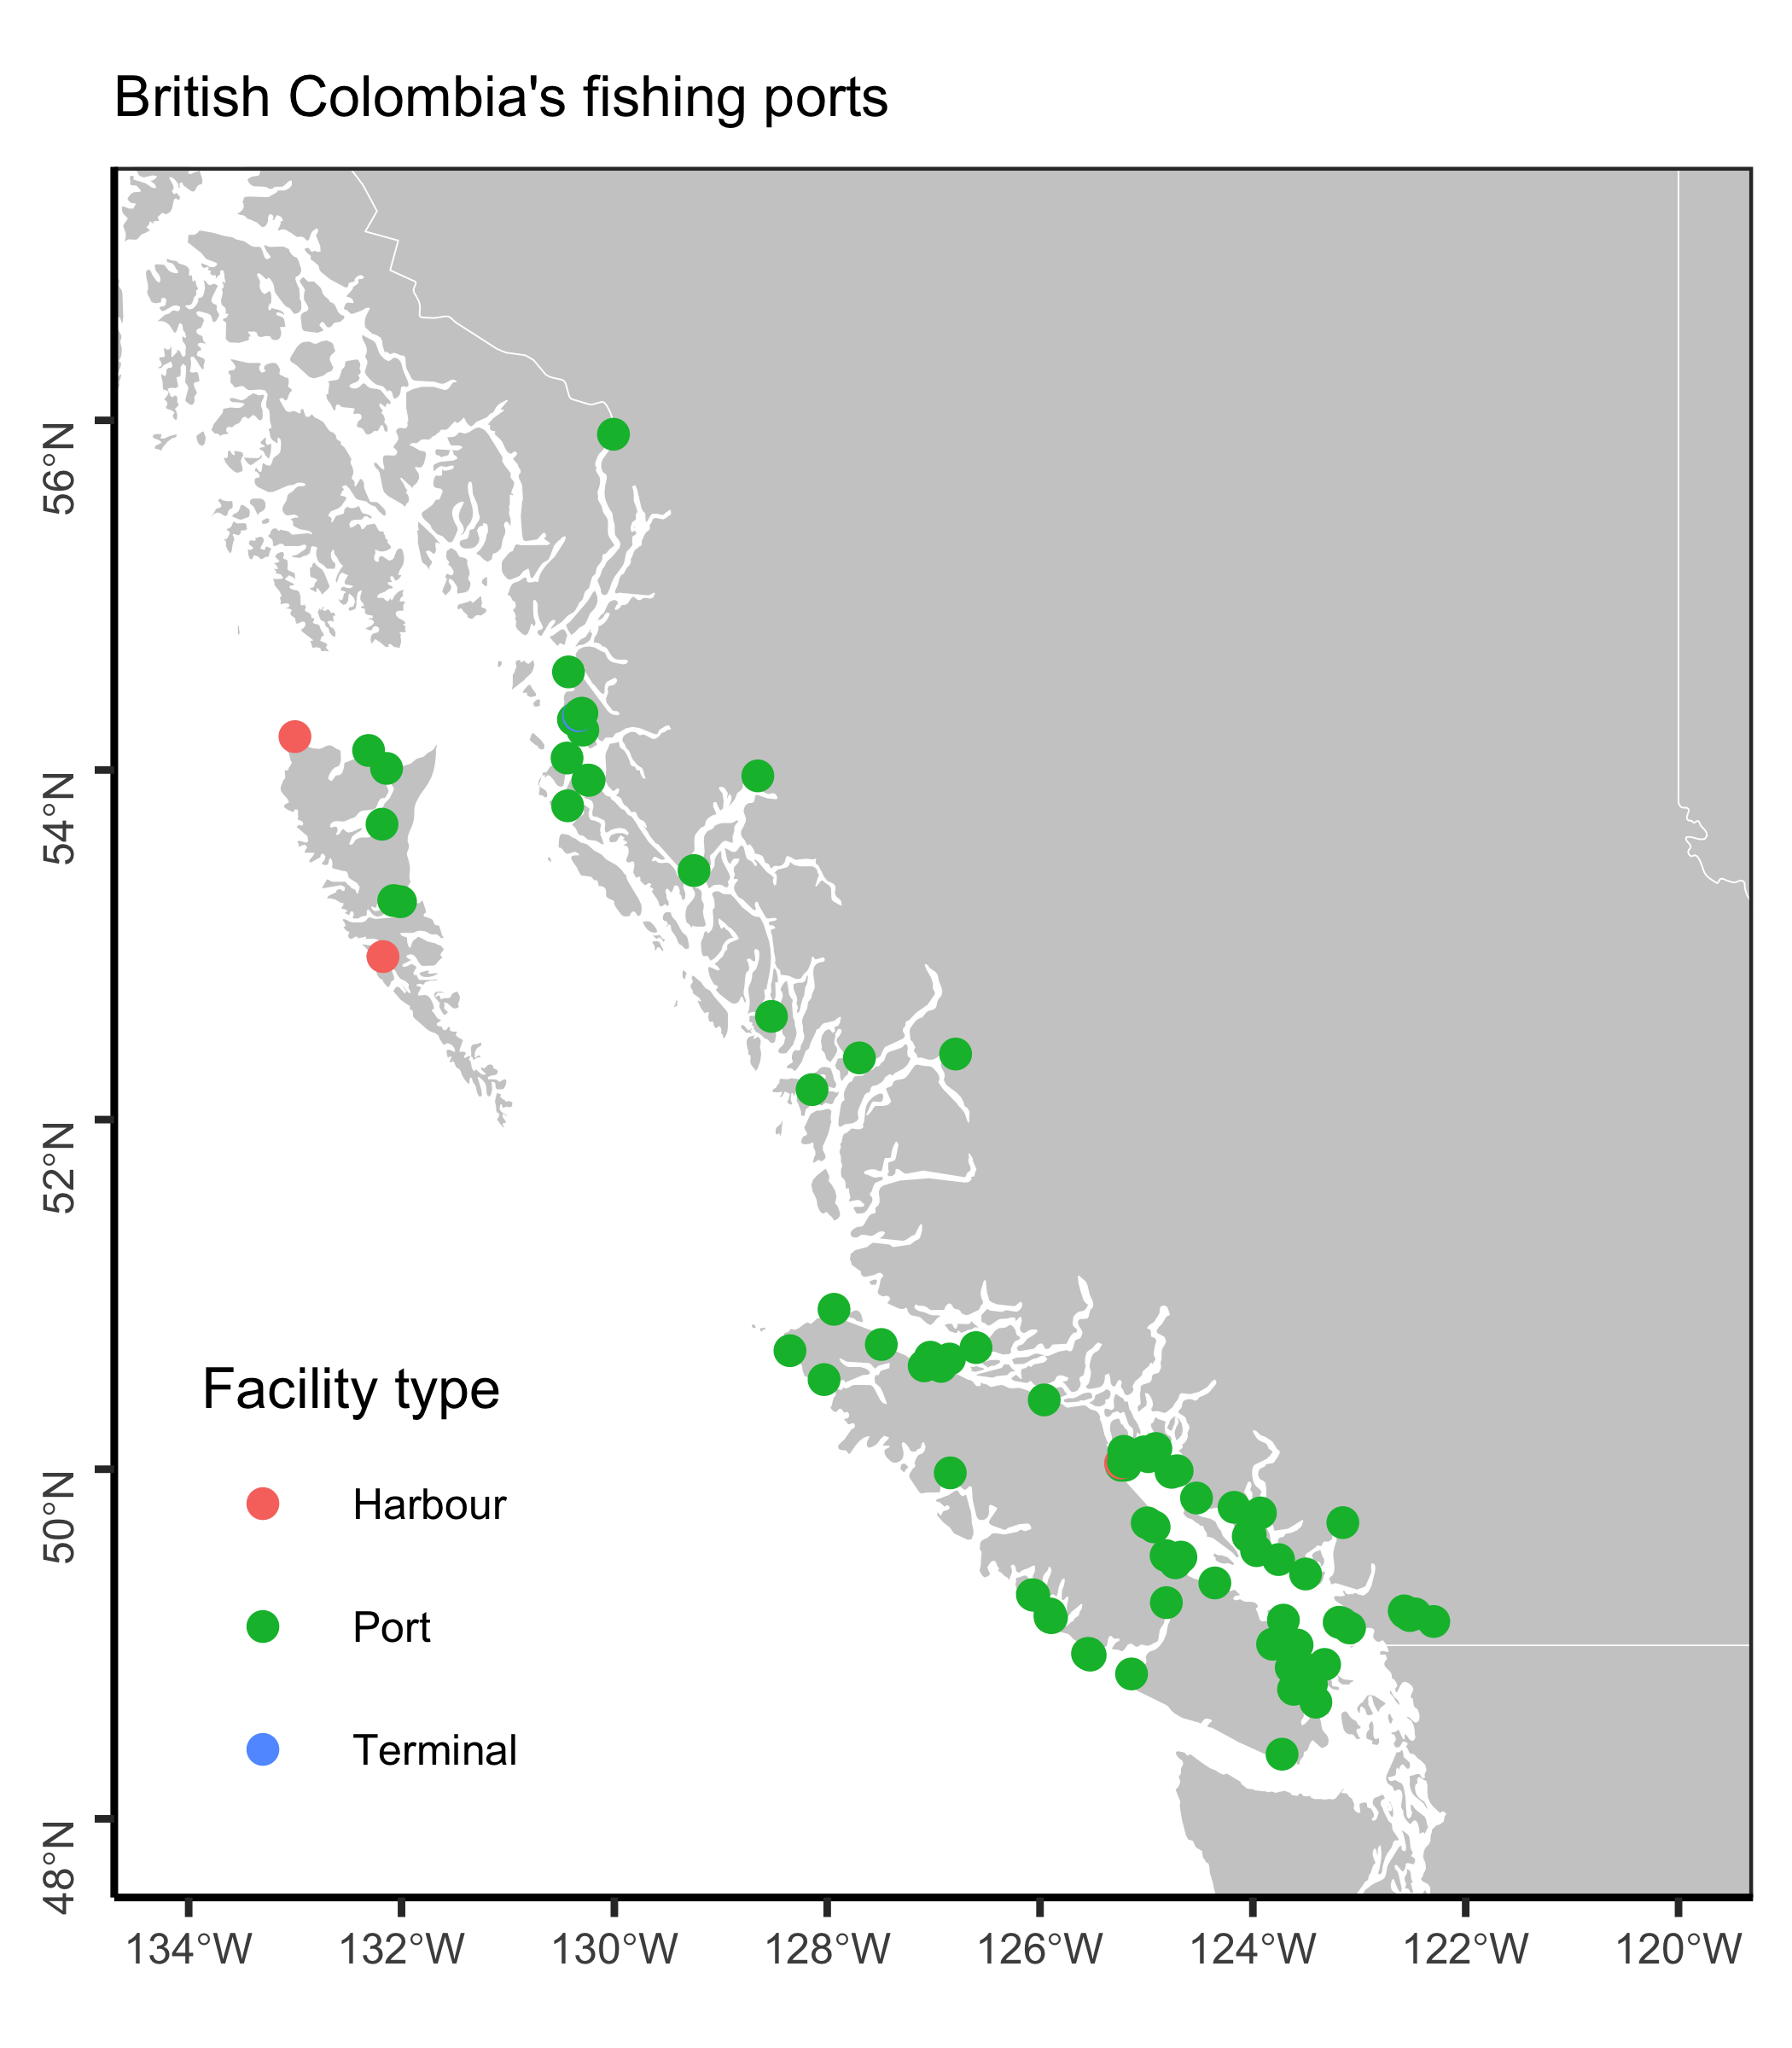 British Colombia's fishing ports
56°N
54°N
52°N
50°N
48°N
Facility type
Harbour
Port
Terminal
134°W 132°W 130°W 128°W 126°W 124°W 122°W 120°W